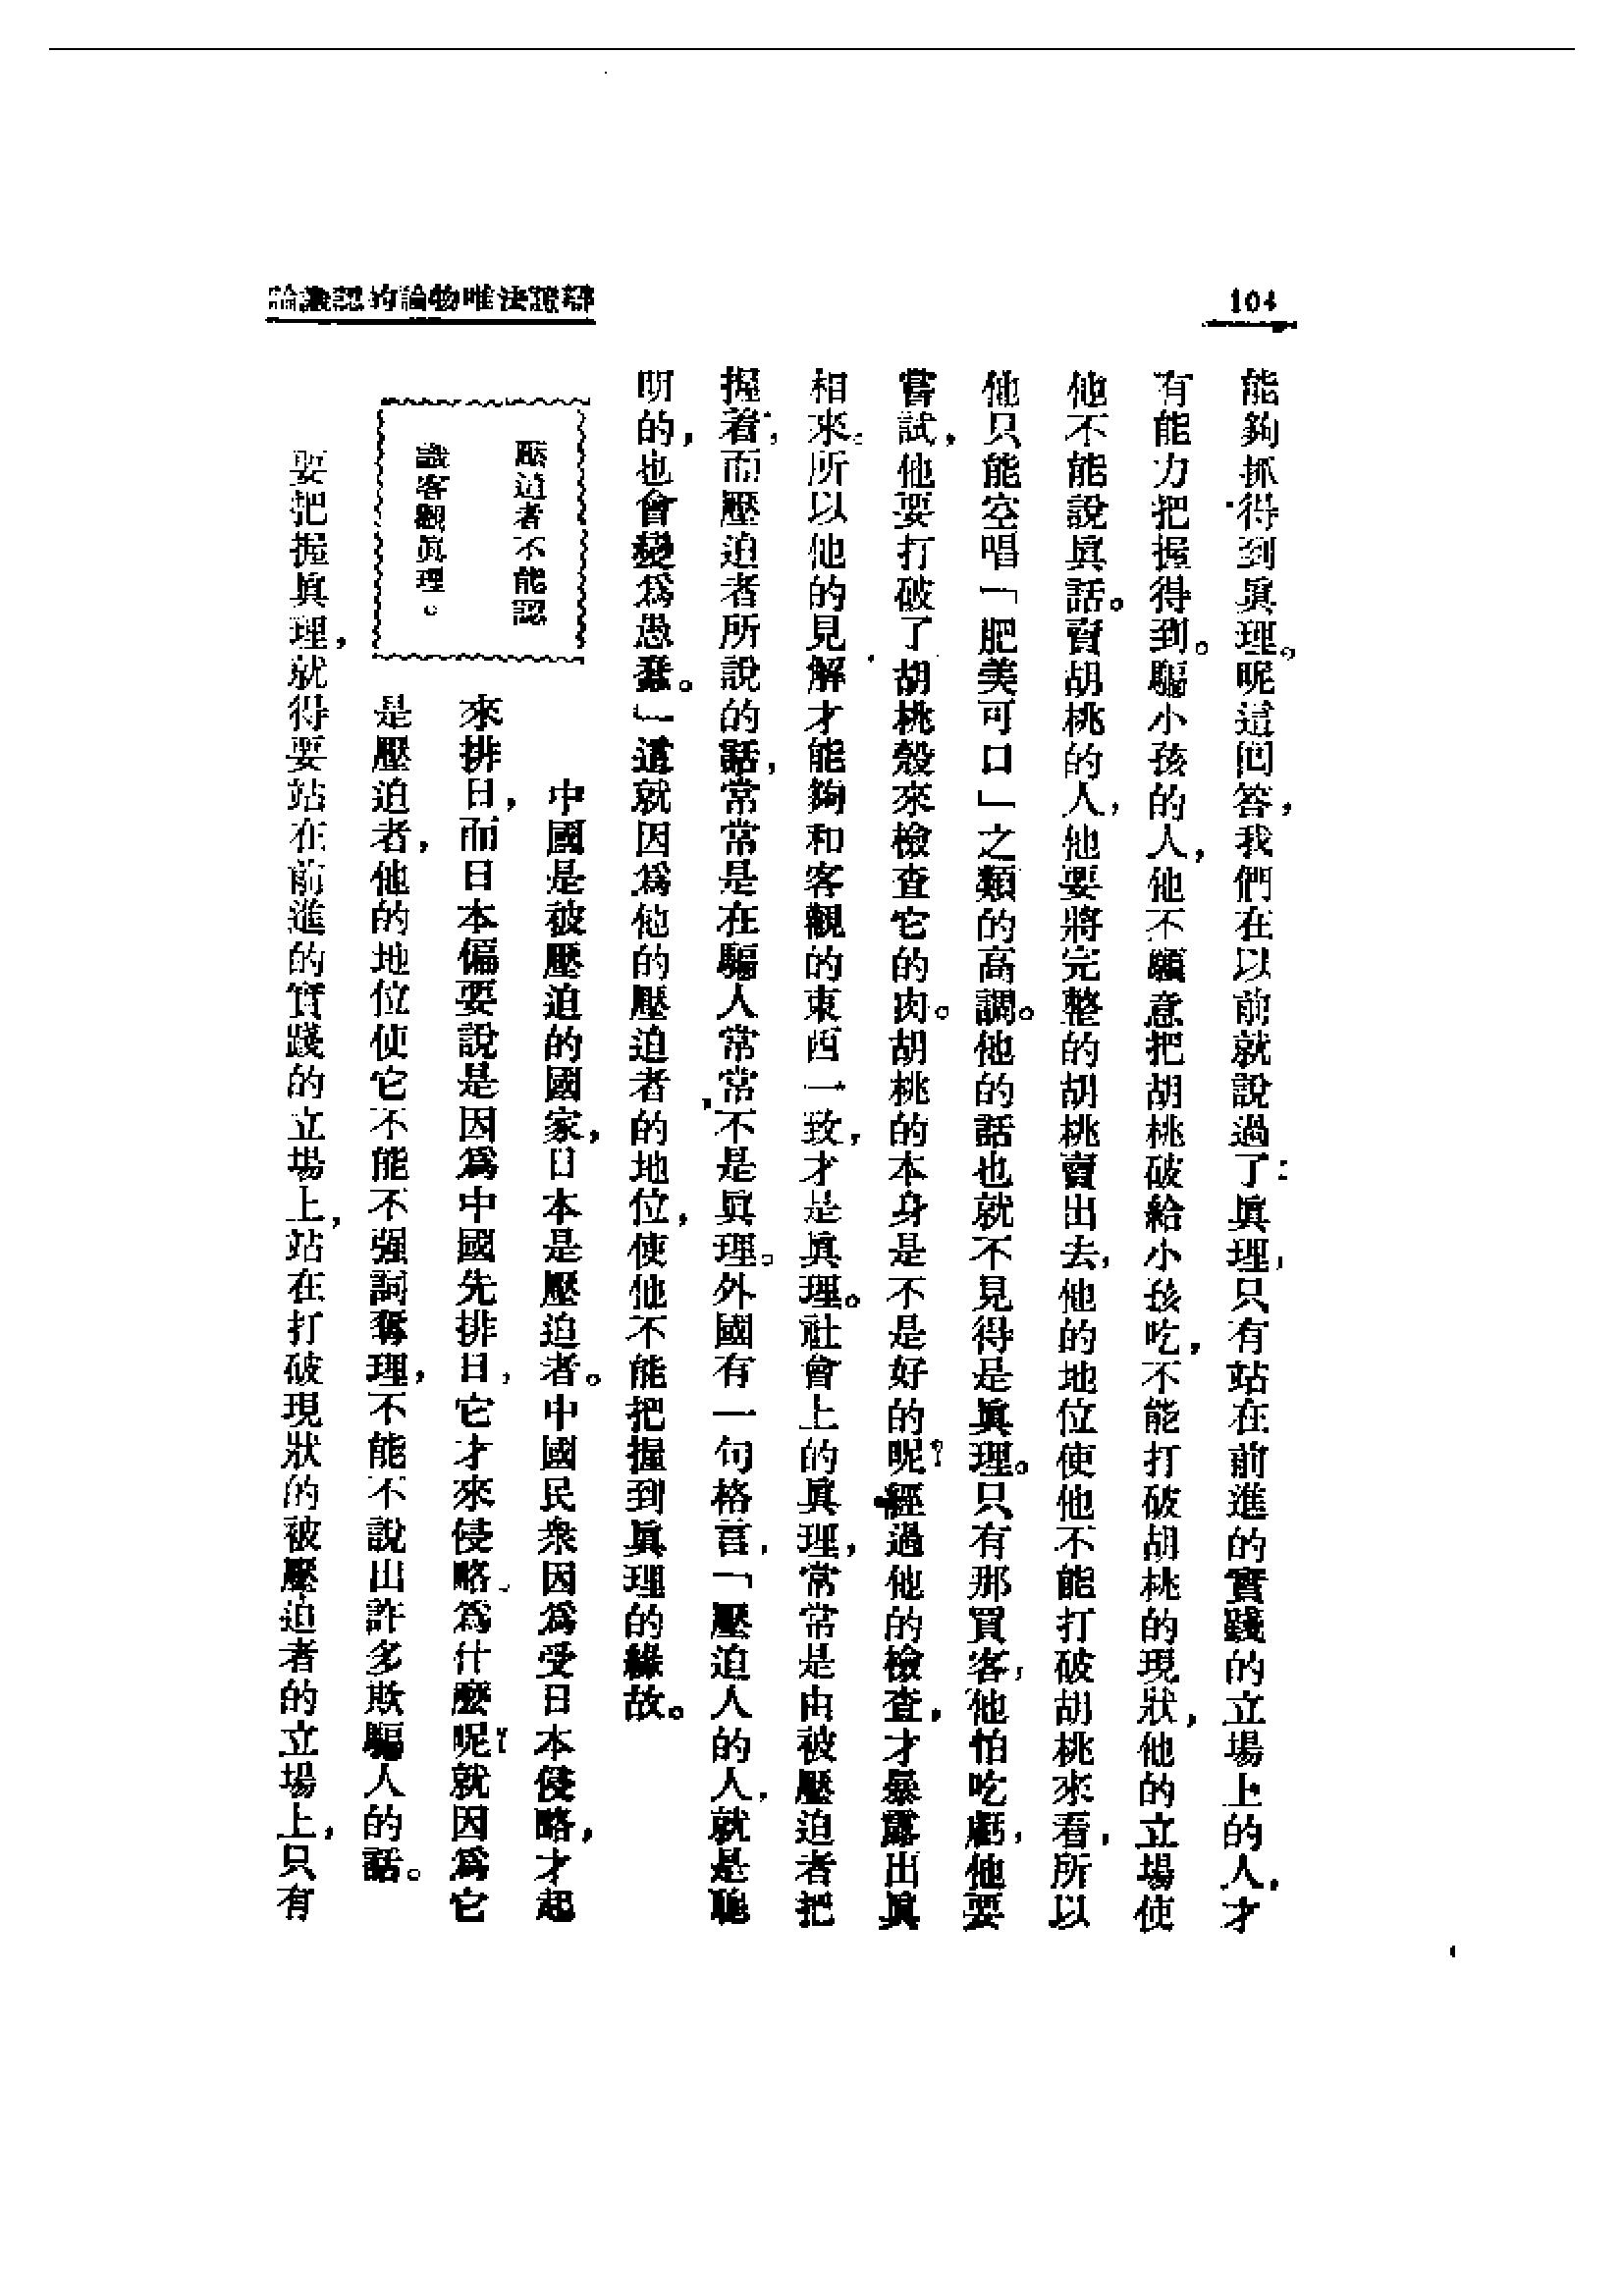 104
論識認的論物唯法證辯
能夠抓得到眞理。呢這回答，我們在以前就說過了：眞理，只有站在前進的實踐的立場上的人，才
有能力把握得到。騙小孩的人，他不願意把胡桃破給小孩吃，不能打破胡桃的現狀，他的立場使
他不能說眞話。賣胡桃的人，他要將完整的胡桃賣出去，他的地位使他不能打破胡桃來看，所以
他只能空唱「肥美可口」之類的高調。他的話也就不見得是眞理。只有那買客，他怕吃虧，他要
嘗試，他要打破了胡桃殼來檢查它的肉。胡桃的本身是不是好的呢？經過他的檢查，才暴露出眞
相來。所以他的見解才能夠和客觀的東西一致，才是眞理。社會上的眞理，常常是由被壓迫者把
握着，而壓迫者所說的話，常常是在騙人常常不是眞理。外國有一句格言，「壓迫人的人，就是聰
明的，也會變爲愚蠢。」這就因爲他的壓迫者的地位，使他不能把握到眞理的緣故。
壓迫者不能認
識客觀眞理。
中國是被壓迫的國家，日本是壓迫者。中國民衆因爲受日本侵略，才起
來排日，而日本偏要說是因爲中國先排日，它才來侵略。爲什麼呢？就因爲它
是壓迫者，他的地位使它不能不强詞奪理，不能不說出許多欺騙人的話。
要把握眞理，就得要站在前進的實踐的立場上，站在打破現狀的被壓迫者的立場上，只有